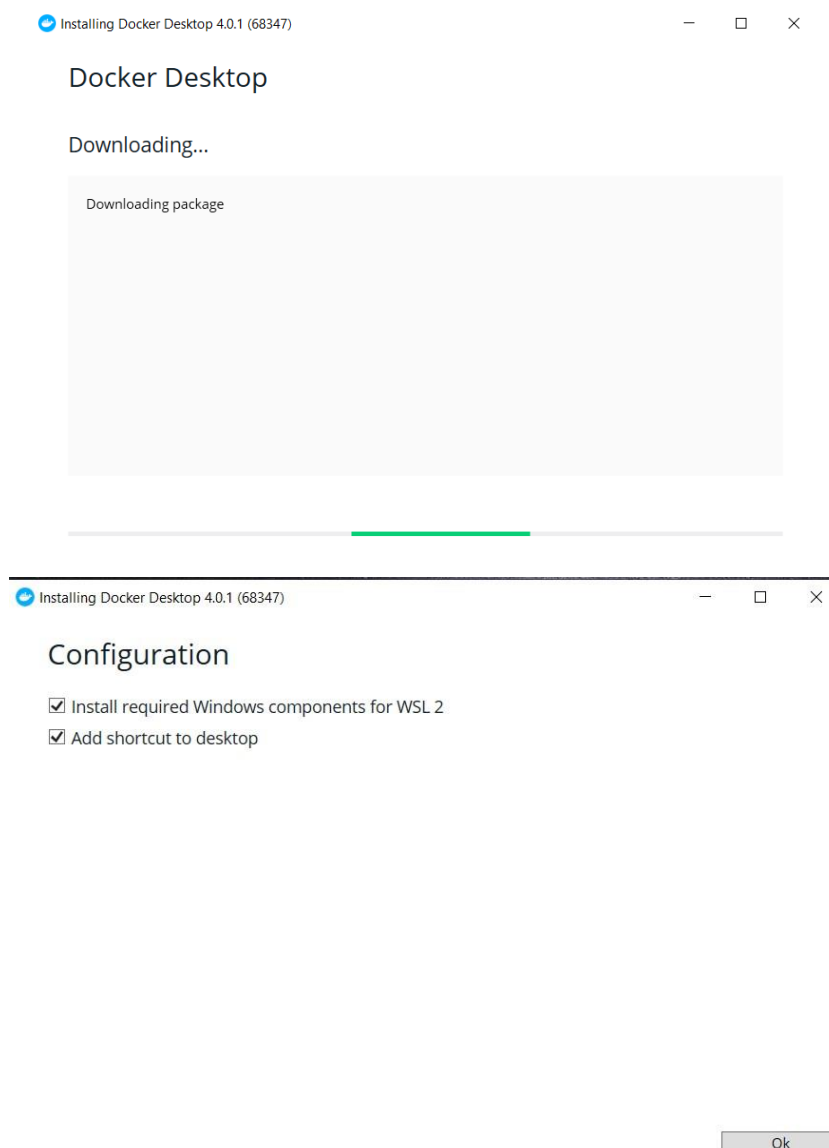 Installing Docker Desktop 4.0.1 (68347)
Docker Desktop
Downloading...
Downloading package
Installing Docker Desktop 4.0.1 (68347)
Configuration
Install required Windows components for WSL 2
Add shortcut to desktop
Ok